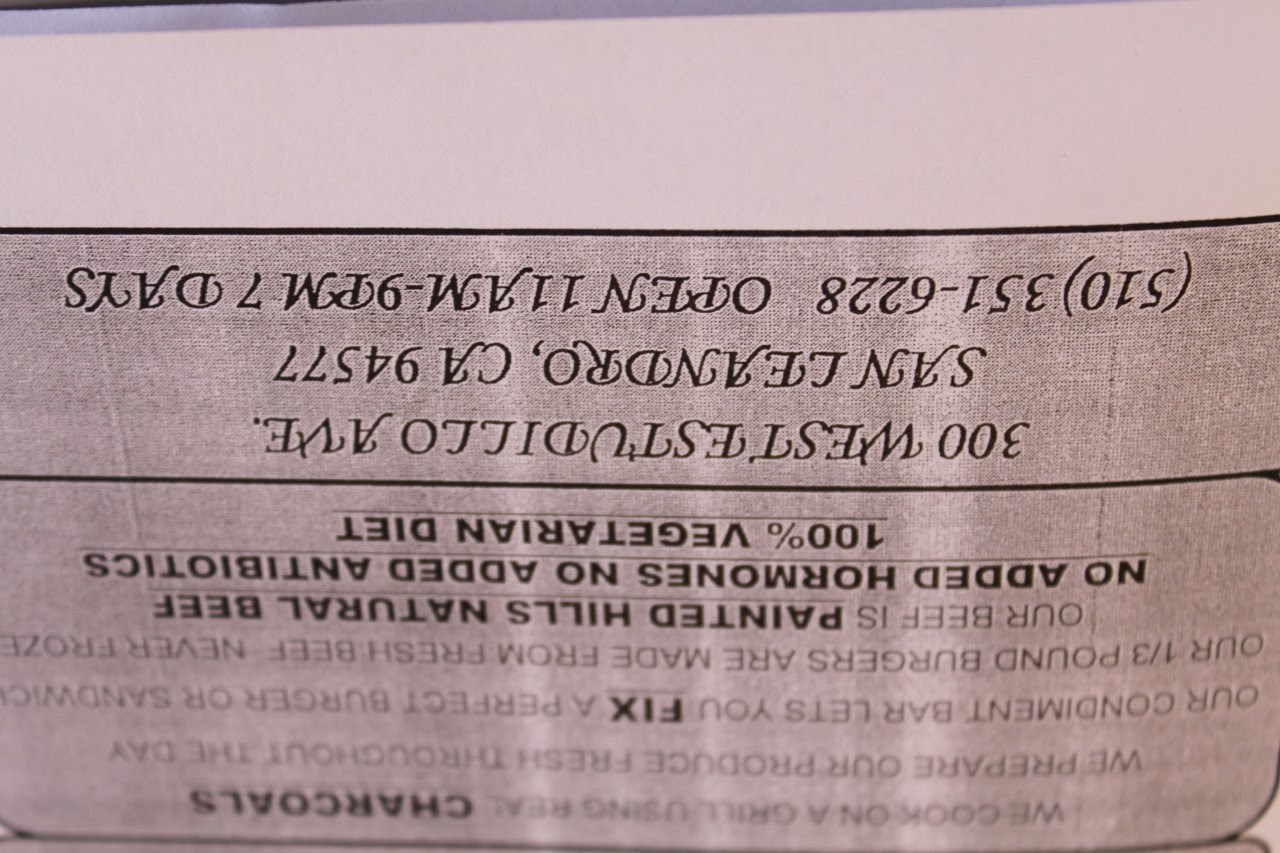 WE COOK ON A GRILL USING REAL CHARCOALS
WE PREPARE OUR PRODUCE FRESH THROUGHOUT THE DAY
OUR CONDIMENT BAR LETS YOU FIX A PERFECT BURGER OR SANDWICH
OUR 1/3 POUND BURGERS ARE MADE FROM FRESH BEEF NEVER FROZE
OUR BEEF IS PAINTED HILLS NATURAL BEEF
NO ADDED HORMONES NO ADDED ANTIBIOTICS
100% VEGETARIAN DIET
300 WEST ESTUDILLO AVE.
SAN LEANDRO, CA 94577
(510) 351-6228 OPEN 11AM-9PM 7 DAYS